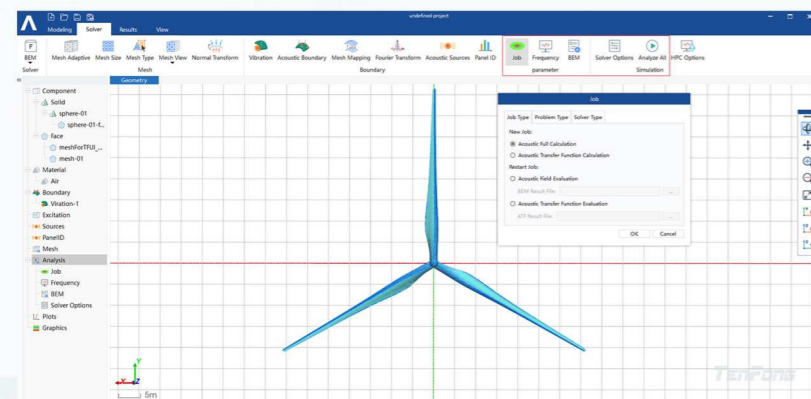 undefined project
Modeling Solver Results View
BEM Mesh Adaptive Mesh Size Mesh Type Mesh View Normal Transform Vibration Acoustic Boundary Mesh Mapping Fourier Transform Acoustic Sources Panel ID Job Frequency BEM Solver Options Analyze All HPC Options
Solver Mesh Boundary parameter Simulation
Geometry
Component
Solid
sphere-01
sphere-01-f...
Face
meshForTFUI_...
mesh-01
Material
Air
Boundary
Viration-1
Excitation
Sources
PanelID
Mesh
Analysis
Job
Frequency
BEM
Solver Options
Plots
Graphics
Job
Job Type Problem Type Solver Type
New Job:
Acoustic Full Calculation
Acoustic Transfer Function Calculation
Restart Job:
Acoustic Field Evaluation
BEM Result File: ...
Acoustic Transfer Function Evaluation
ATF Result File: ...
OK Cancel
Y
X Z
5m
TENFONG